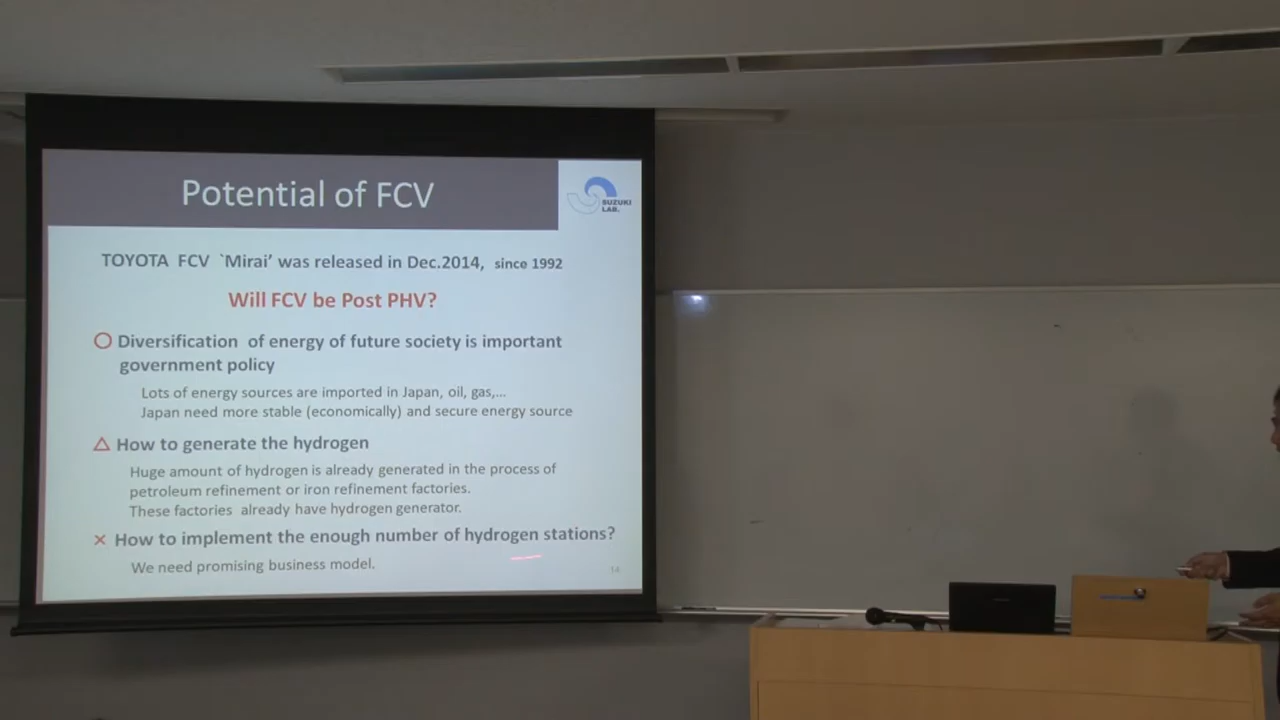 Potential of FCV
SUZUKI
LAB.
TOYOTA FCV `Mirai’ was released in Dec.2014, since 1992
Will FCV be Post PHV?
○ Diversification of energy of future society is important
government policy
Lots of energy sources are imported in Japan, oil, gas,...
Japan need more stable (economically) and secure energy source
△ How to generate the hydrogen
Huge amount of hydrogen is already generated in the process of
petroleum refinement or iron refinement factories.
These factories already have hydrogen generator.
× How to implement the enough number of hydrogen stations?
We need promising business model.
14